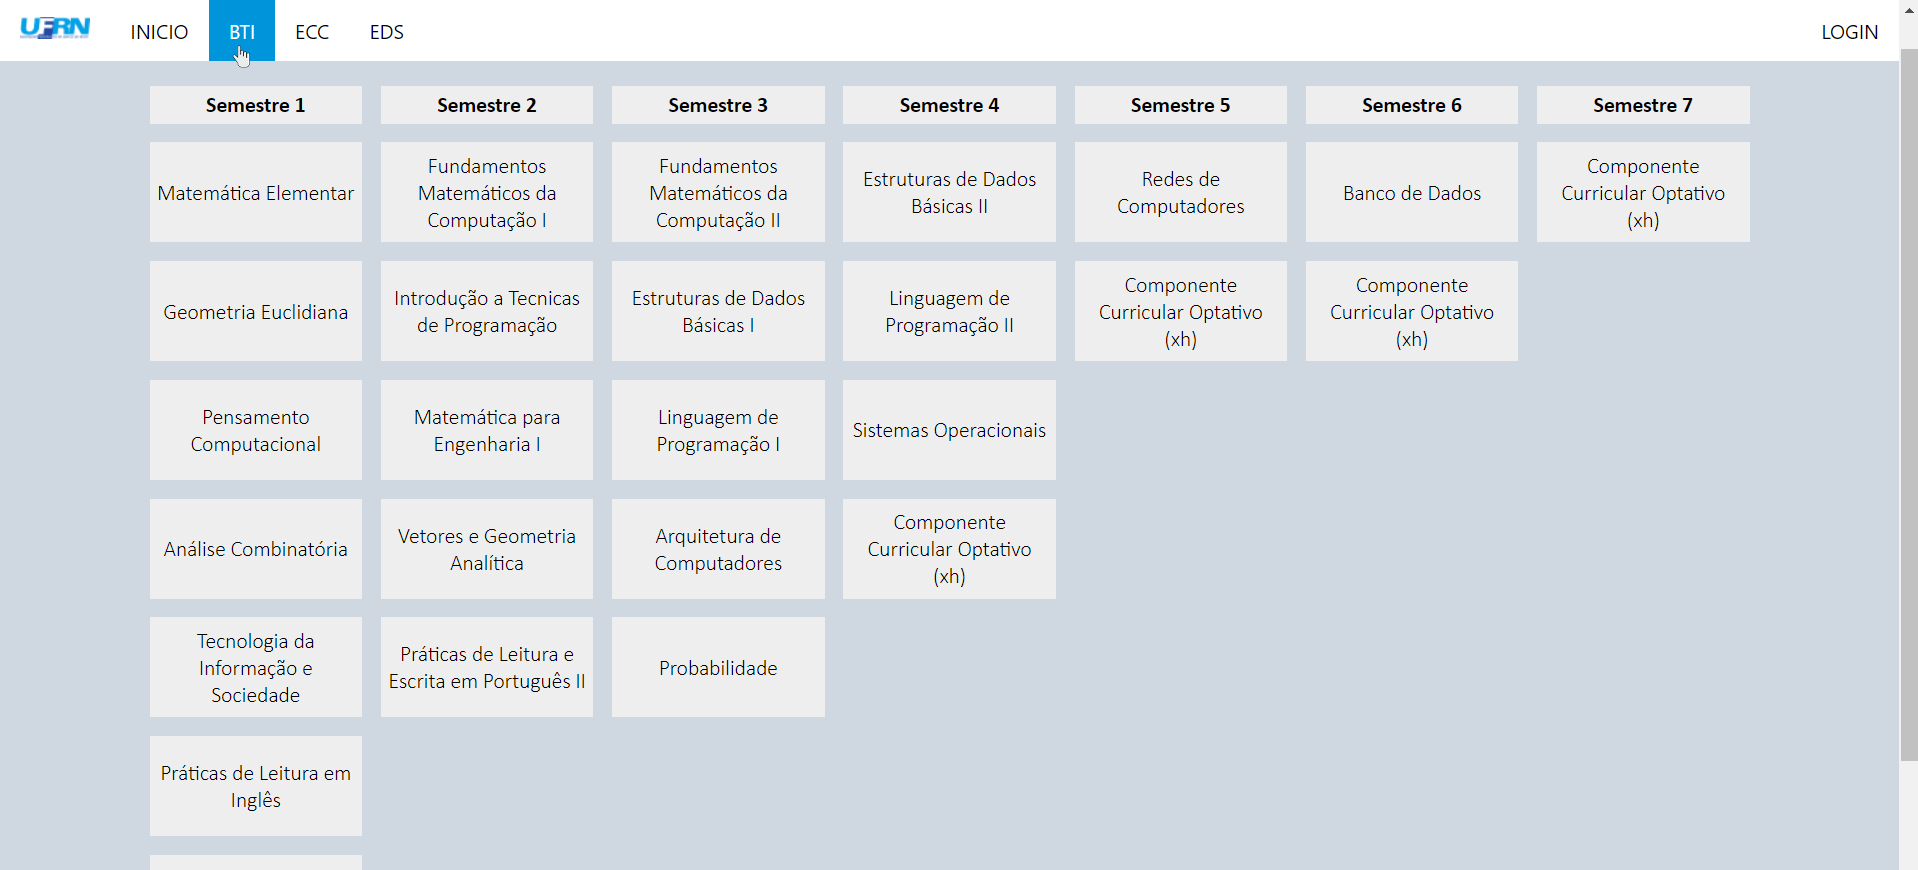 UFRN
INICIO
BTI
ECC
EDS
LOGIN
Semestre 1
Semestre 2
Semestre 3
Semestre 4
Semestre 5
Semestre 6
Semestre 7
Matemática Elementar
Fundamentos
Matemáticos da
Computação I
Fundamentos
Matemáticos da
Computação II
Estruturas de Dados
Básicas II
Redes de
Computadores
Banco de Dados
Componente
Curricular Optativo
(xh)
Geometria Euclidiana
Introdução a Tecnicas
de Programação
Estruturas de Dados
Básicas I
Linguagem de
Programação II
Componente
Curricular Optativo
(xh)
Componente
Curricular Optativo
(xh)
Pensamento
Computacional
Matemática para
Engenharia I
Linguagem de
Programação I
Sistemas Operacionais
Análise Combinatória
Vetores e Geometria
Analítica
Arquitetura de
Computadores
Componente
Curricular Optativo
(xh)
Tecnologia da
Informação e
Sociedade
Práticas de Leitura e
Escrita em Português II
Probabilidade
Práticas de Leitura em
Inglês